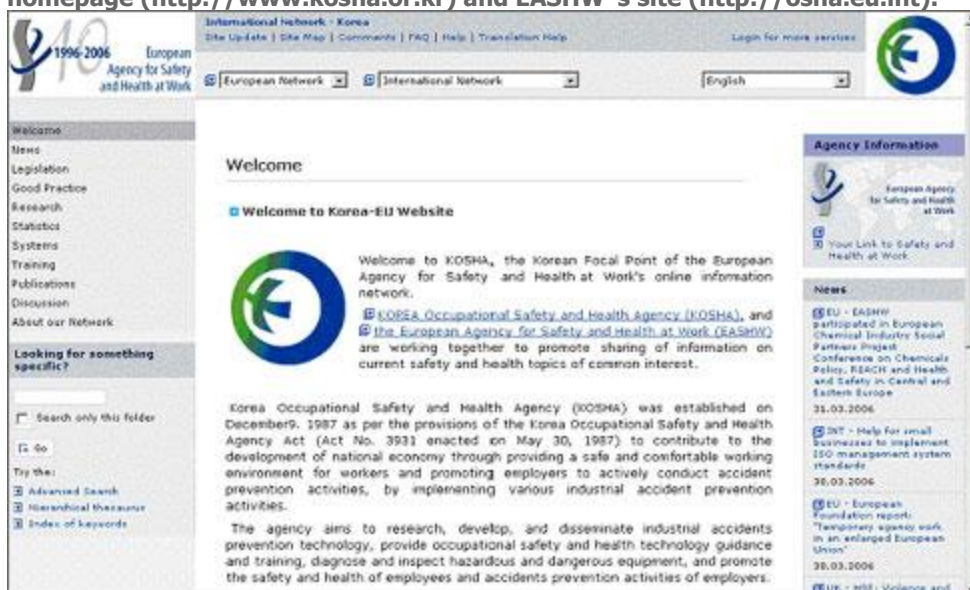 homepage (http://www.kosha.or.kr) and EASHW's site (http://osha.eu.int).
1996-2006
European
Agency for Safety
and Health at Work
International Network - Korea
Site Update | Site Map | Comments | FAQ | Help | Translation Help
Login for more services
European Network
International Network
English
Welcome
News
Legislation
Good Practice
Research
Statistics
Systems
Training
Publications
Discussion
About our Network
Looking for something
specific?
Search only this folder
Go
Try the:
Advanced Search
Hierarchical thesaurus
Index of keywords
Welcome
Welcome to Korea-EU Website
Welcome to KOSHA, the Korean Focal Point of the European
Agency for Safety and Health at Work's online information
network.
KOREA Occupational Safety and Health Agency (KOSHA), and
the European Agency for Safety and Health at Work (EASHW)
are working together to promote sharing of information on
current safety and health topics of common interest.
Korea Occupational Safety and Health Agency (KOSHA) was established on
December9. 1987 as per the provisions of the Korea Occupational Safety and Health
Agency Act (Act No. 3931 enacted on May 30, 1987) to contribute to the
development of national economy through providing a safe and comfortable working
environment for workers and promoting employers to actively conduct accident
prevention activities, by implementing various industrial accident prevention
activities.
The agency aims to research, develop, and disseminate industrial accidents
prevention technology, provide occupational safety and health technology guidance
and training, diagnose and inspect hazardous and dangerous equipment, and promote
the safety and health of employees and accidents prevention activities of employers.
Agency Information
European Agency
for Safety and Health
at Work
Your Link to Safety and
Health at Work
News
EU - EASHW
participated in European
Chemical Industry Social
Partners Project
Conference on Chemicals
Policy, REACH and Health
and Safety in Central and
Eastern Europe
31.03.2006
INT - Help for small
businesses to implement
ISO management system
standards
30.03.2006
EU - European
Foundation report:
"Temporary agency work
in an enlarged European
Union"
30.03.2006
UK - HSE: Violence and